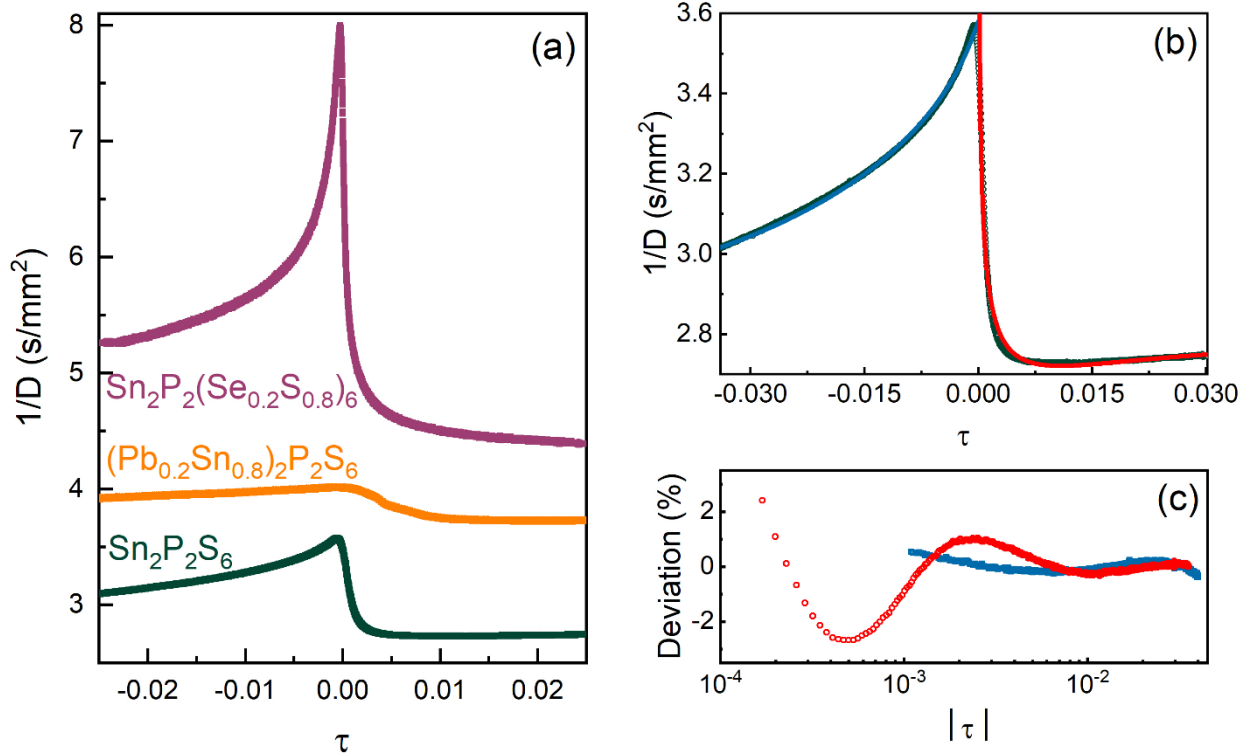 (a)
8
7
6
5
4
3
1/D (s/mm²)
Sn₂P₂(Se₀.₂S₀.₈)₆
(Pb₀.₂Sn₀.₈)₂P₂S₆
Sn₂P₂S₆
-0.02 -0.01 0.00 0.01 0.02
τ
(b)
3.6
3.4
3.2
3.0
2.8
1/D (s/mm²)
-0.030 -0.015 0.000 0.015 0.030
τ
(c)
2
0
-2
Deviation (%)
10⁻⁴ 10⁻³ 10⁻²
|τ|